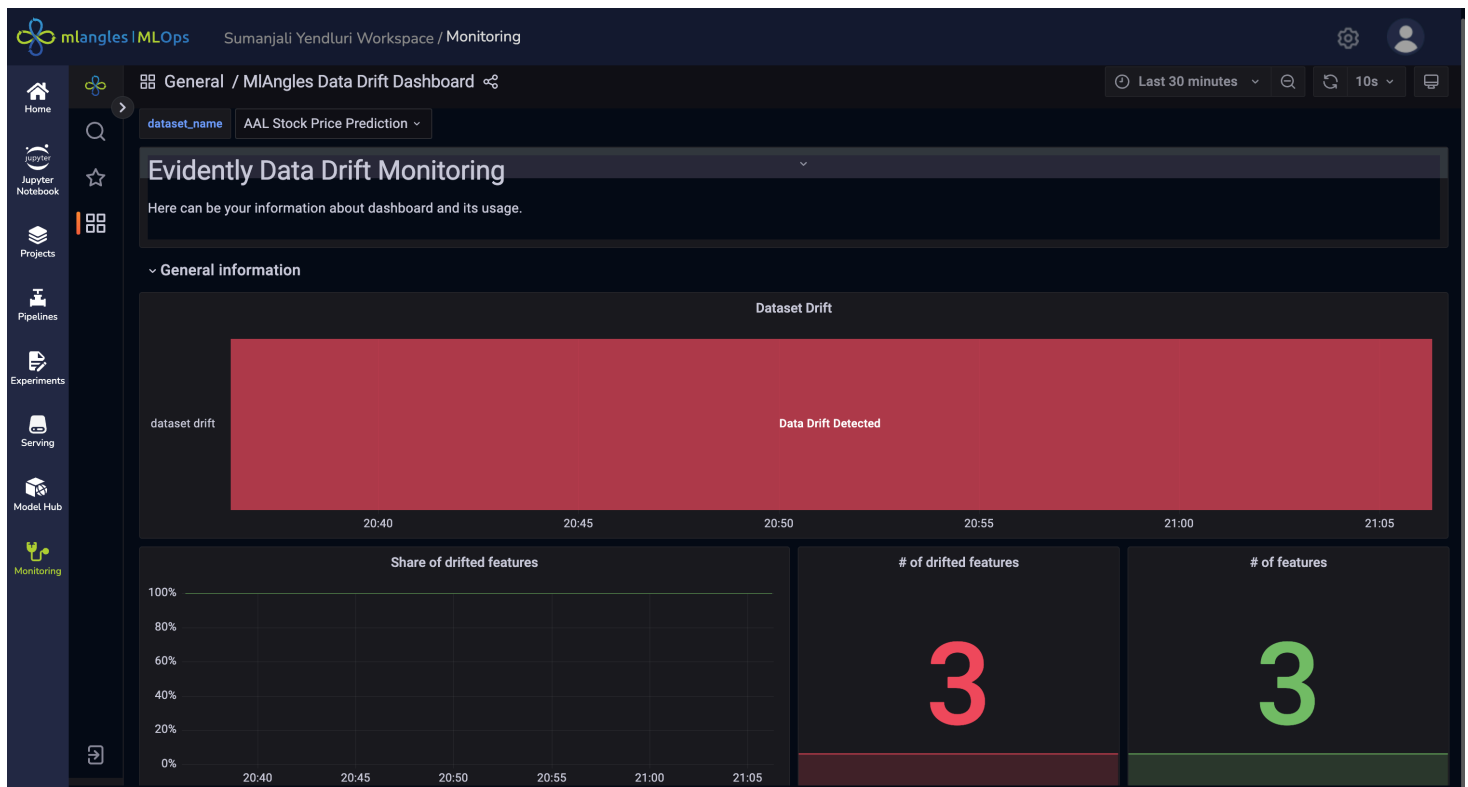 mlangles | MLOps
Sumanjali Yendluri Workspace / Monitoring
Home
jupyter
Jupyter
Notebook
Projects
Pipelines
Experiments
Serving
Model Hub
Monitoring
General / MlAngles Data Drift Dashboard
Last 30 minutes
10s
dataset_name
AAL Stock Price Prediction
Evidently Data Drift Monitoring
Here can be your information about dashboard and its usage.
General information
Dataset Drift
dataset drift
Data Drift Detected
20:40 20:45 20:50 20:55 21:00 21:05
Share of drifted features
100%
80%
60%
40%
20%
0%
20:40 20:45 20:50 20:55 21:00 21:05
# of drifted features
3
# of features
3